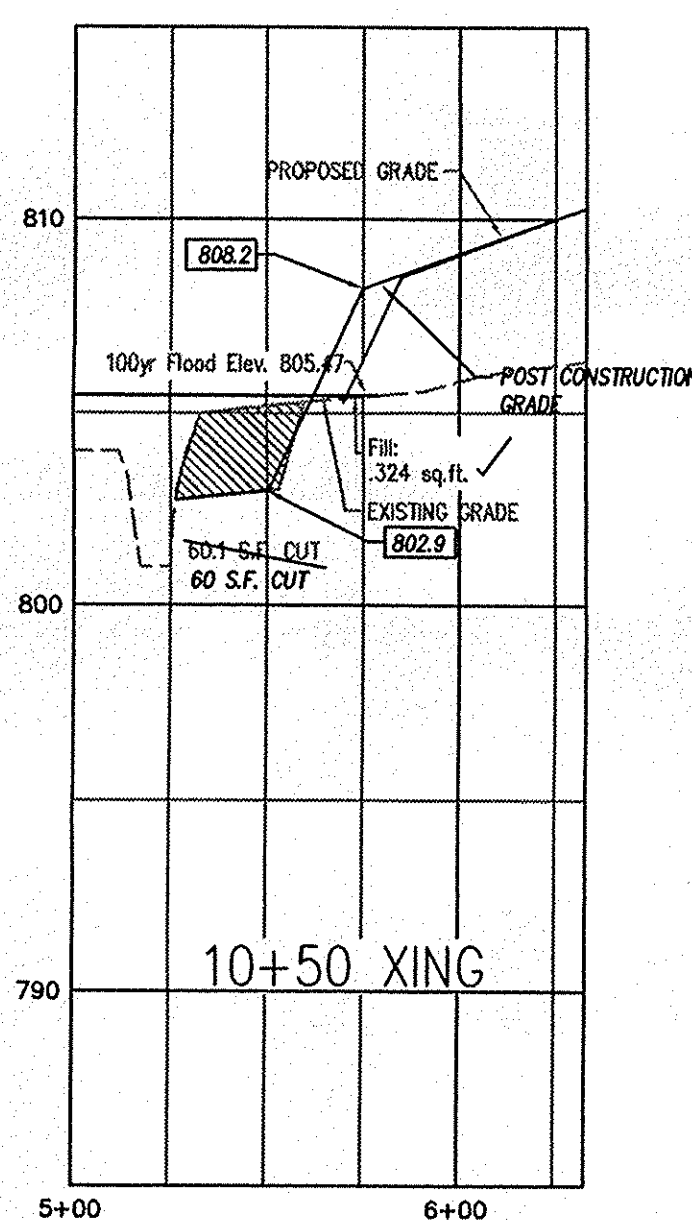 PROPOSED GRADE
810
808.2
100yr Flood Elev. 805.47
POST CONSTRUCTION
GRADE
Fill:
.324 sq.ft. ✓
EXISTING GRADE
802.9
60.1 S.F. CUT
60 S.F. CUT
800
10+50 XING
790
5+00
6+00